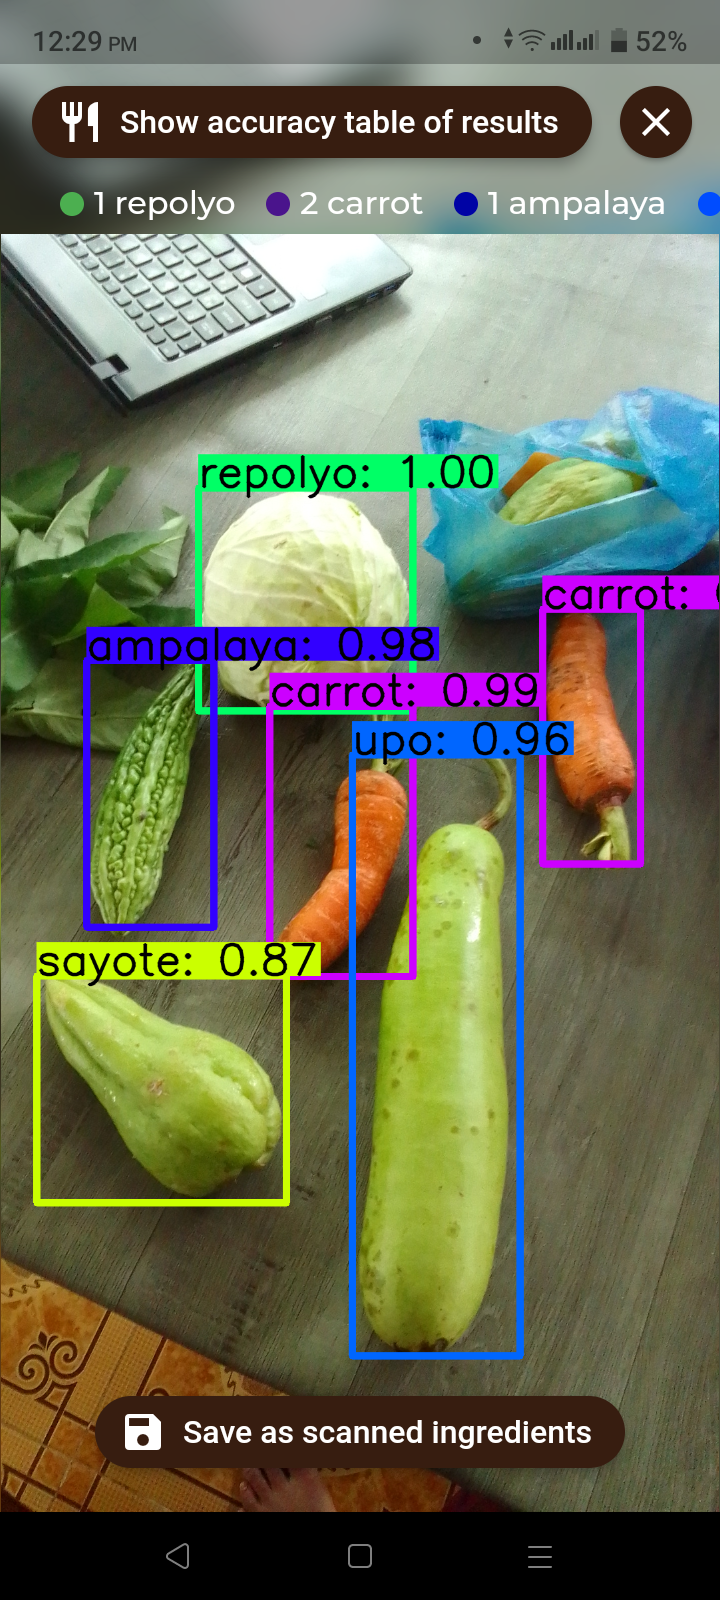 12:29 PM
52%
Show accuracy table of results
1 repolyo
2 carrot
1 ampalaya
repolyo: 1.00
carrot:
ampalaya: 0.98
carrot: 0.99
upo: 0.96
sayote: 0.87
Save as scanned ingredients